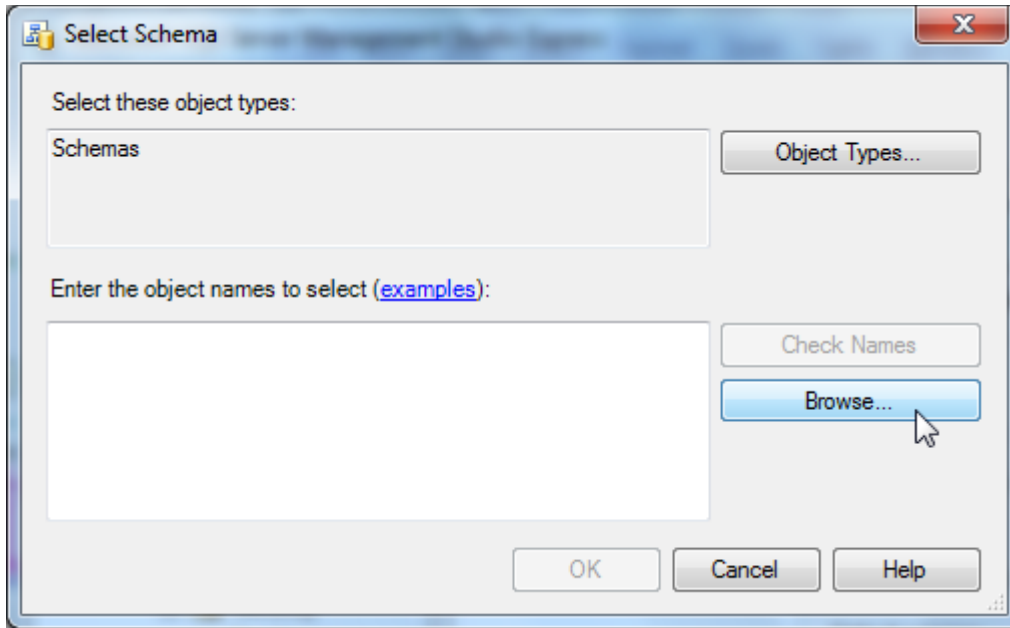 Select Schema
Select these object types:
Schemas
Object Types...
Enter the object names to select (examples):
Check Names
Browse...
OK
Cancel
Help